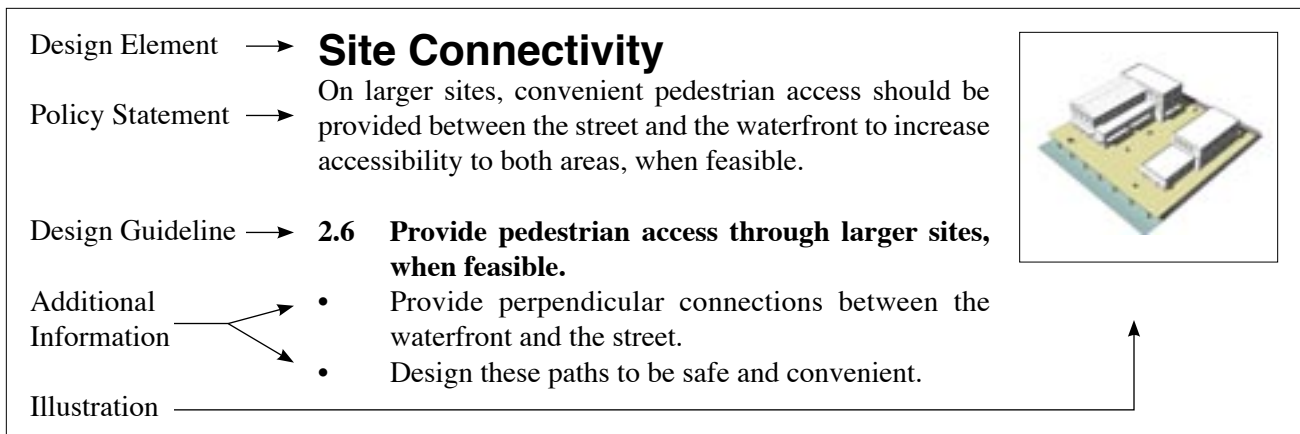 Design Element
Site Connectivity
Policy Statement
On larger sites, convenient pedestrian access should be
provided between the street and the waterfront to increase
accessibility to both areas, when feasible.
Design Guideline
2.6 Provide pedestrian access through larger sites,
when feasible.
Additional
Information
• Provide perpendicular connections between the
waterfront and the street.
• Design these paths to be safe and convenient.
Illustration